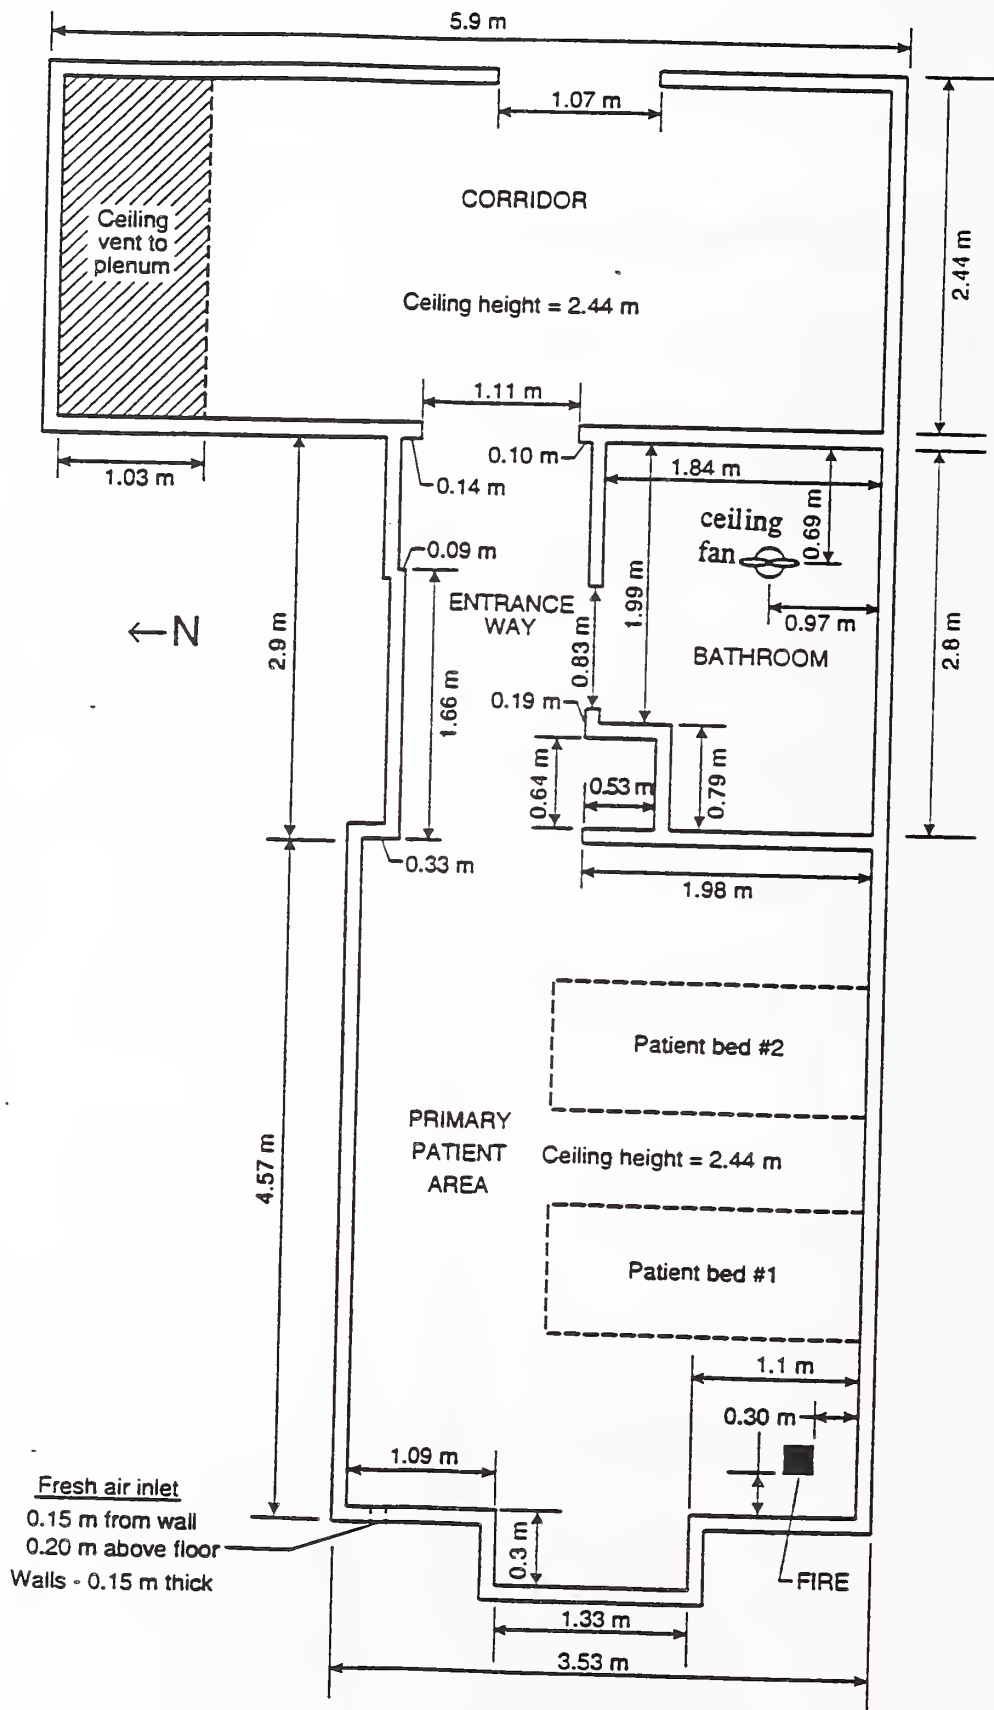 5.9 m
1.07 m
CORRIDOR
Ceiling
vent to
plenum
2.44 m
Ceiling height = 2.44 m
1.11 m
1.03 m
0.14 m
0.10 m
1.84 m
ceiling
fan
0.69 m
0.09 m
ENTRANCE
WAY
1.99 m
0.97 m
←N
2.9 m
0.83 m
BATHROOM
2.8 m
1.66 m
0.19 m
0.64 m
0.53 m
0.79 m
0.33 m
1.98 m
Patient bed #2
PRIMARY
PATIENT
AREA
Ceiling height = 2.44 m
4.57 m
Patient bed #1
1.1 m
0.30 m
1.09 m
Fresh air inlet
0.15 m from wall
0.20 m above floor
Walls - 0.15 m thick
0.3 m
FIRE
1.33 m
3.53 m